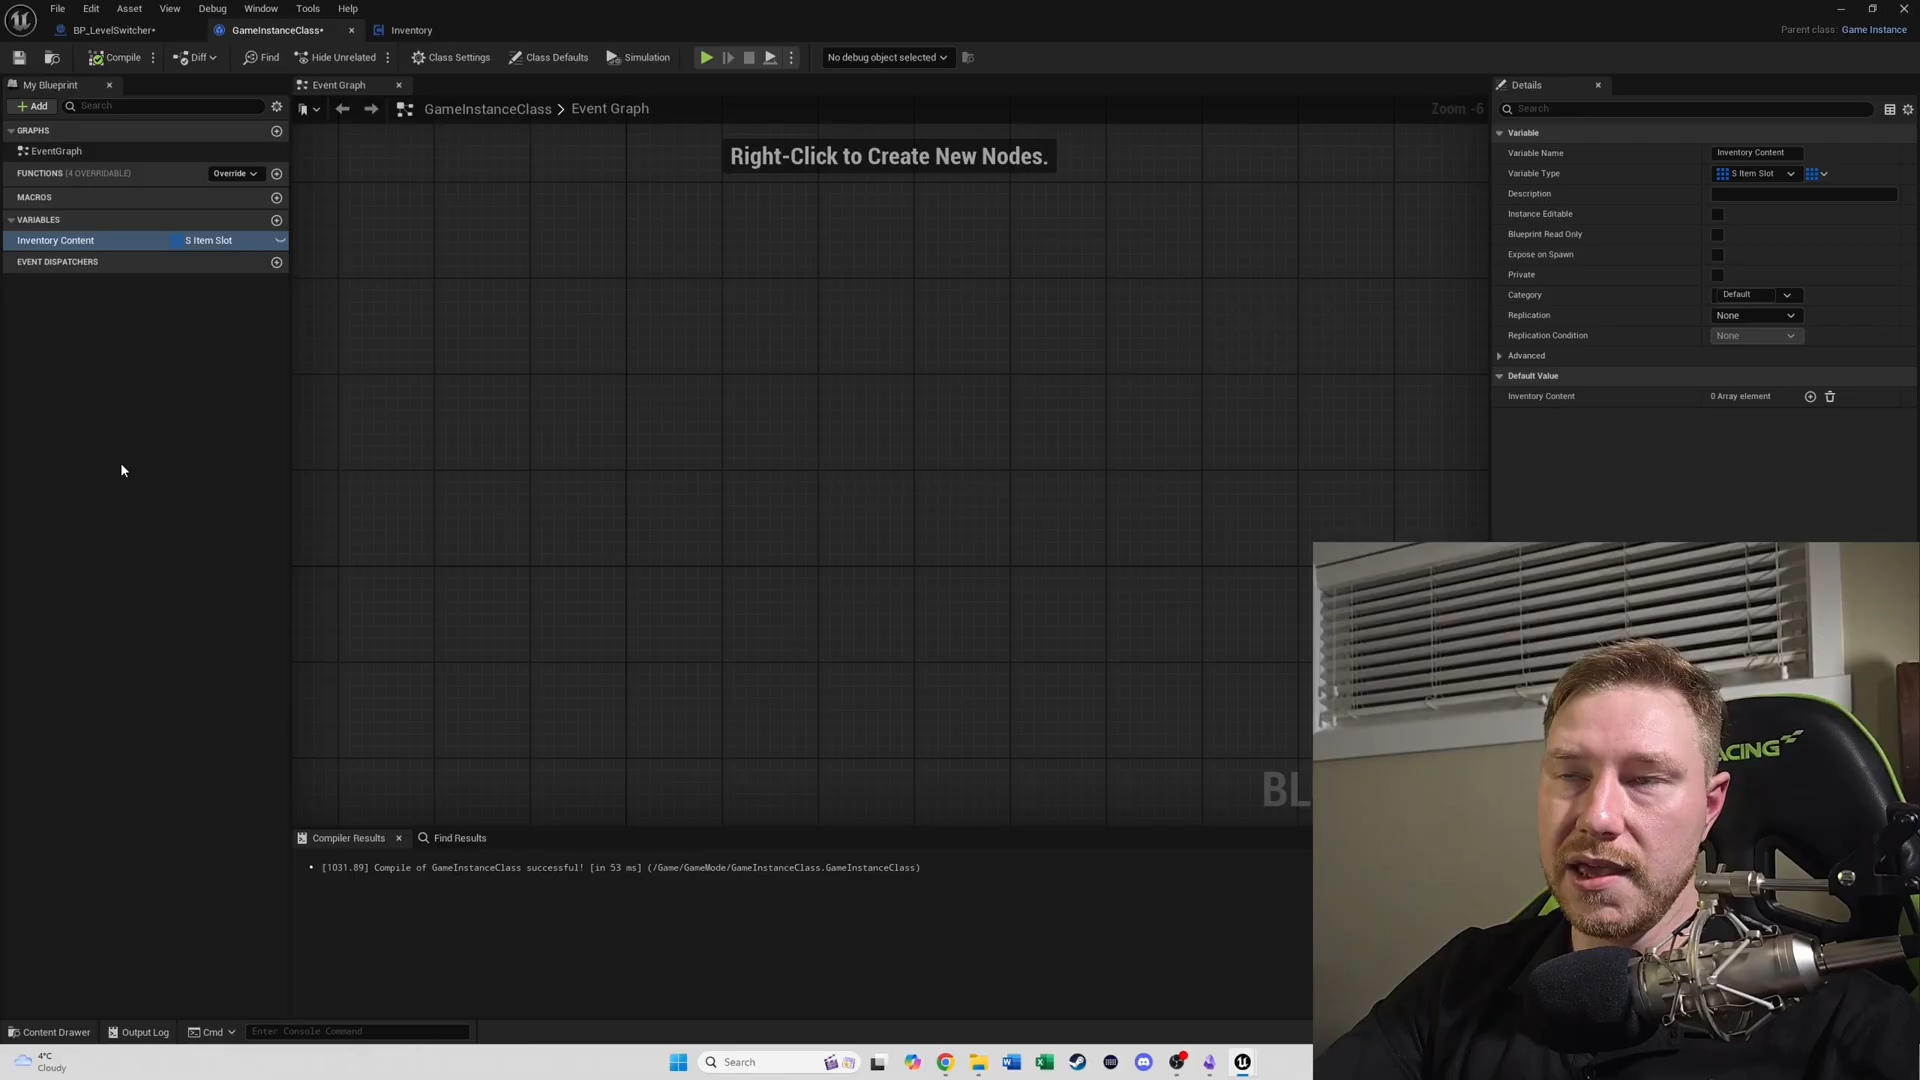 File Edit Asset View Debug Window Tools Help
BP_LevelSwitcher*
GameInstanceClass*
Inventory
Parent class: Game Instance
Compile
Diff
Find
Hide Unrelated
Class Settings
Class Defaults
Simulation
No debug object selected
My Blueprint
Event Graph
Details
Add
Search
GameInstanceClass > Event Graph
Zoom -6
Search
GRAPHS
EventGraph
FUNCTIONS (4 OVERRIDABLE)
Override
MACROS
VARIABLES
Inventory Content
S Item Slot
EVENT DISPATCHERS
Right-Click to Create New Nodes.
Variable
Variable Name Inventory Content
Variable Type S Item Slot
Description
Instance Editable
Blueprint Read Only
Expose on Spawn
Private
Category Default
Replication None
Replication Condition None
Advanced
Default Value
Inventory Content 0 Array element
BL
Compiler Results
Find Results
[1031.89] Compile of GameInstanceClass successful! [in 53 ms] (/Game/GameMode/GameInstanceClass.GameInstanceClass)
ACING
Content Drawer
Output Log
Cmd
Enter Console Command
4°C
Cloudy
Search